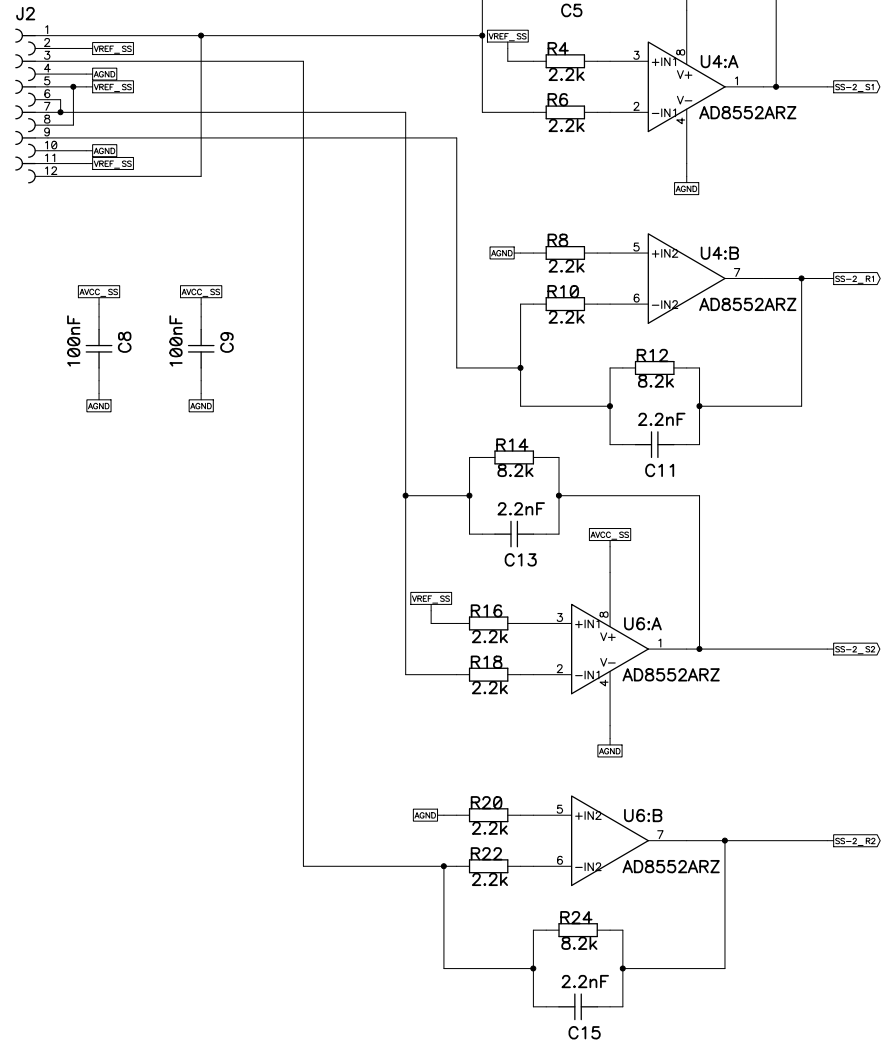 C5
J2
1
2
3
4
5
6
7
8
9
10
11
12
VREF_SS
AGND
VREF_SS
AGND
VREF_SS
VREF_SS
R4
2.2k
R6
2.2k
3
+IN1
2
-IN1
8
V+
V-
4
U4:A
1
AD8552ARZ
SS-2_S1
AGND
AGND
R8
2.2k
R10
2.2k
5
+IN2
6
-IN2
U4:B
7
AD8552ARZ
SS-2_R1
R12
8.2k
2.2nF
C11
AVCC_SS
100nF
C8
AGND
AVCC_SS
100nF
C9
AGND
R14
8.2k
2.2nF
C13
AVCC_SS
VREF_SS
R16
2.2k
R18
2.2k
3
+IN1
2
-IN1
8
V+
V-
4
U6:A
1
AD8552ARZ
SS-2_S2
AGND
AGND
R20
2.2k
R22
2.2k
5
+IN2
6
-IN2
U6:B
7
AD8552ARZ
SS-2_R2
R24
8.2k
2.2nF
C15